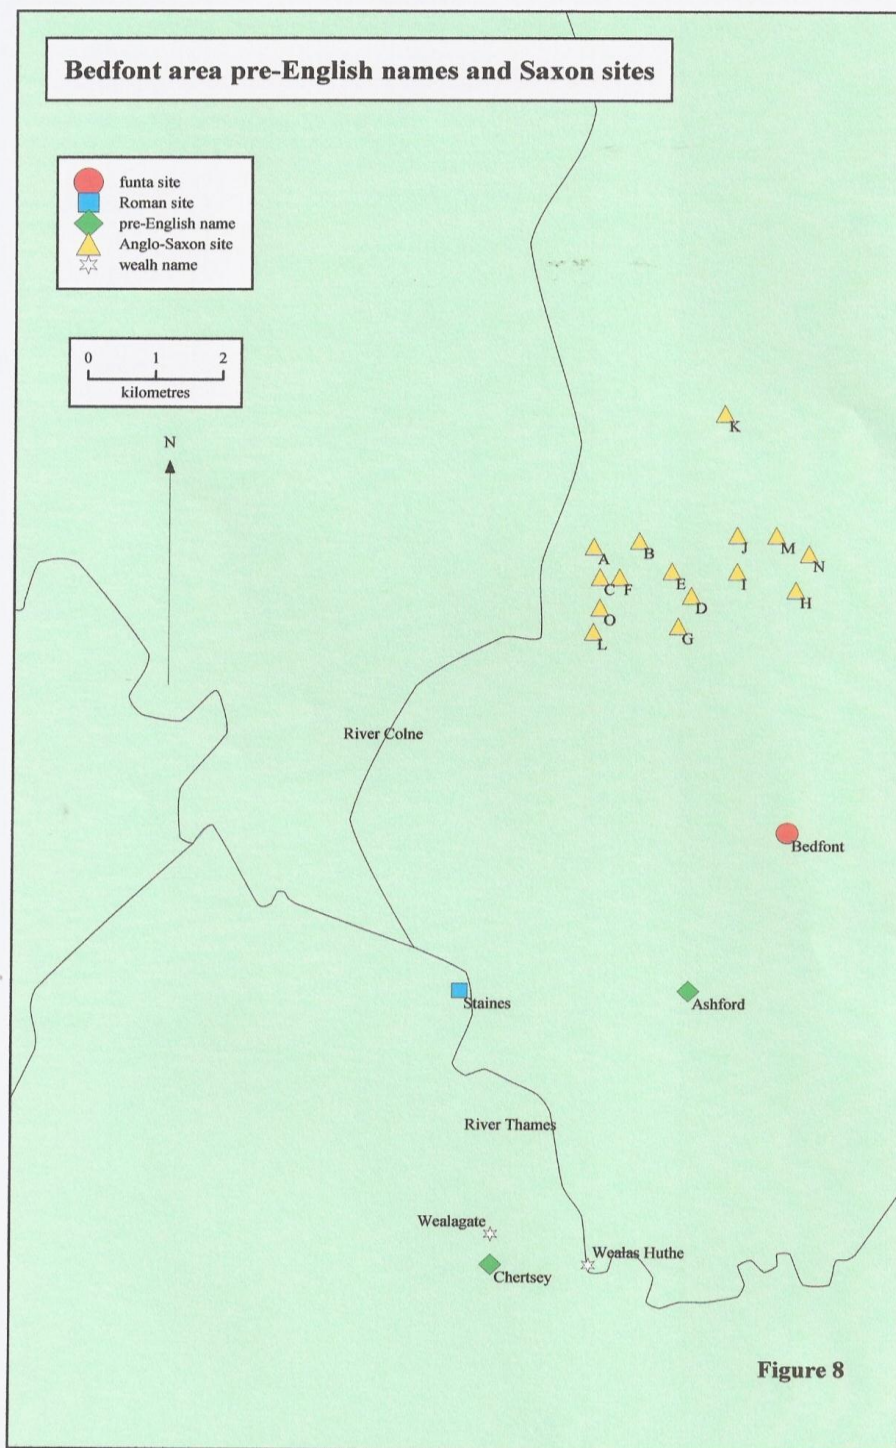 Bedfont area pre-English names and Saxon sites
funta site
Roman site
pre-English name
Anglo-Saxon site
wealh name
0 1 2
kilometres
N
K
A
B
J
M
N
C
F
E
I
D
H
O
G
L
River Colne
Bedfont
Staines
Ashford
River Thames
Wealagate
Wealas Huthe
Chertsey
Figure 8